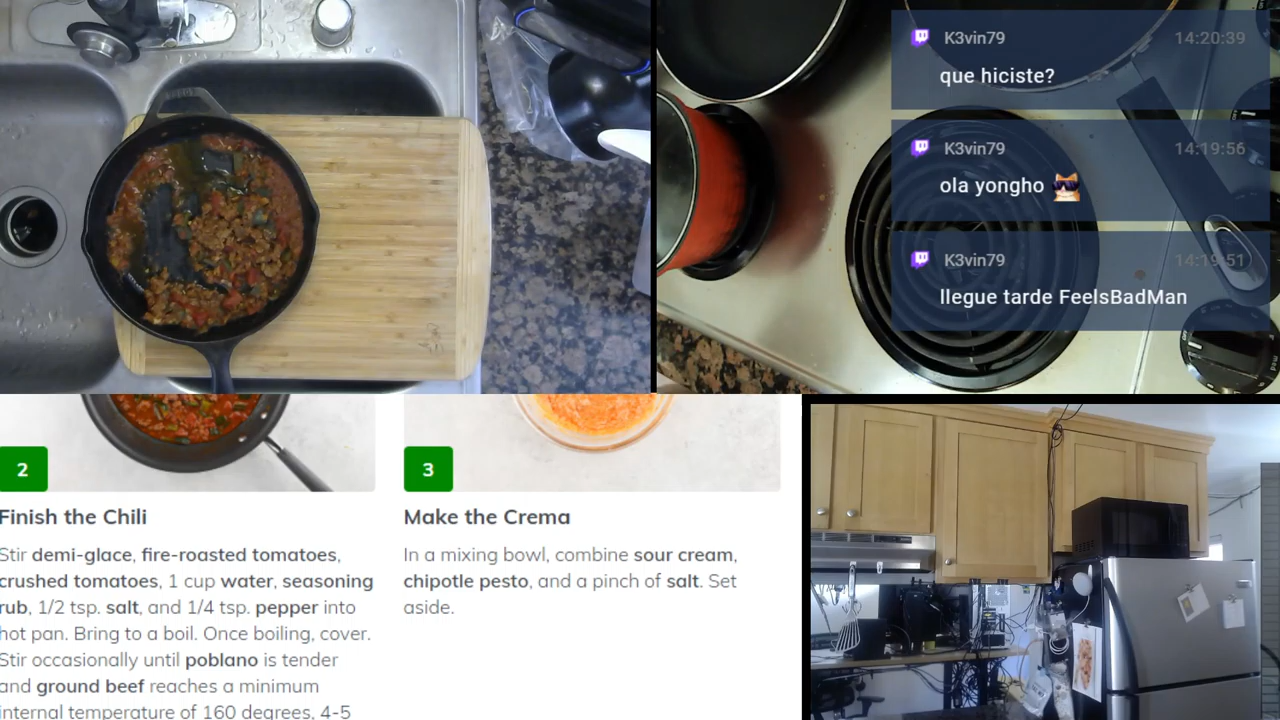 K3vin79 14:20:39
que hiciste?
K3vin79 14:19:56
ola yongho
K3vin79 14:19:51
llegue tarde FeelsBadMan
2
Finish the Chili
Stir demi-glace, fire-roasted tomatoes,
crushed tomatoes, 1 cup water, seasoning
rub, 1/2 tsp. salt, and 1/4 tsp. pepper into
hot pan. Bring to a boil. Once boiling, cover.
Stir occasionally until poblano is tender
and ground beef reaches a minimum
internal temperature of 160 degrees, 4-5
3
Make the Crema
In a mixing bowl, combine sour cream,
chipotle pesto, and a pinch of salt. Set
aside.